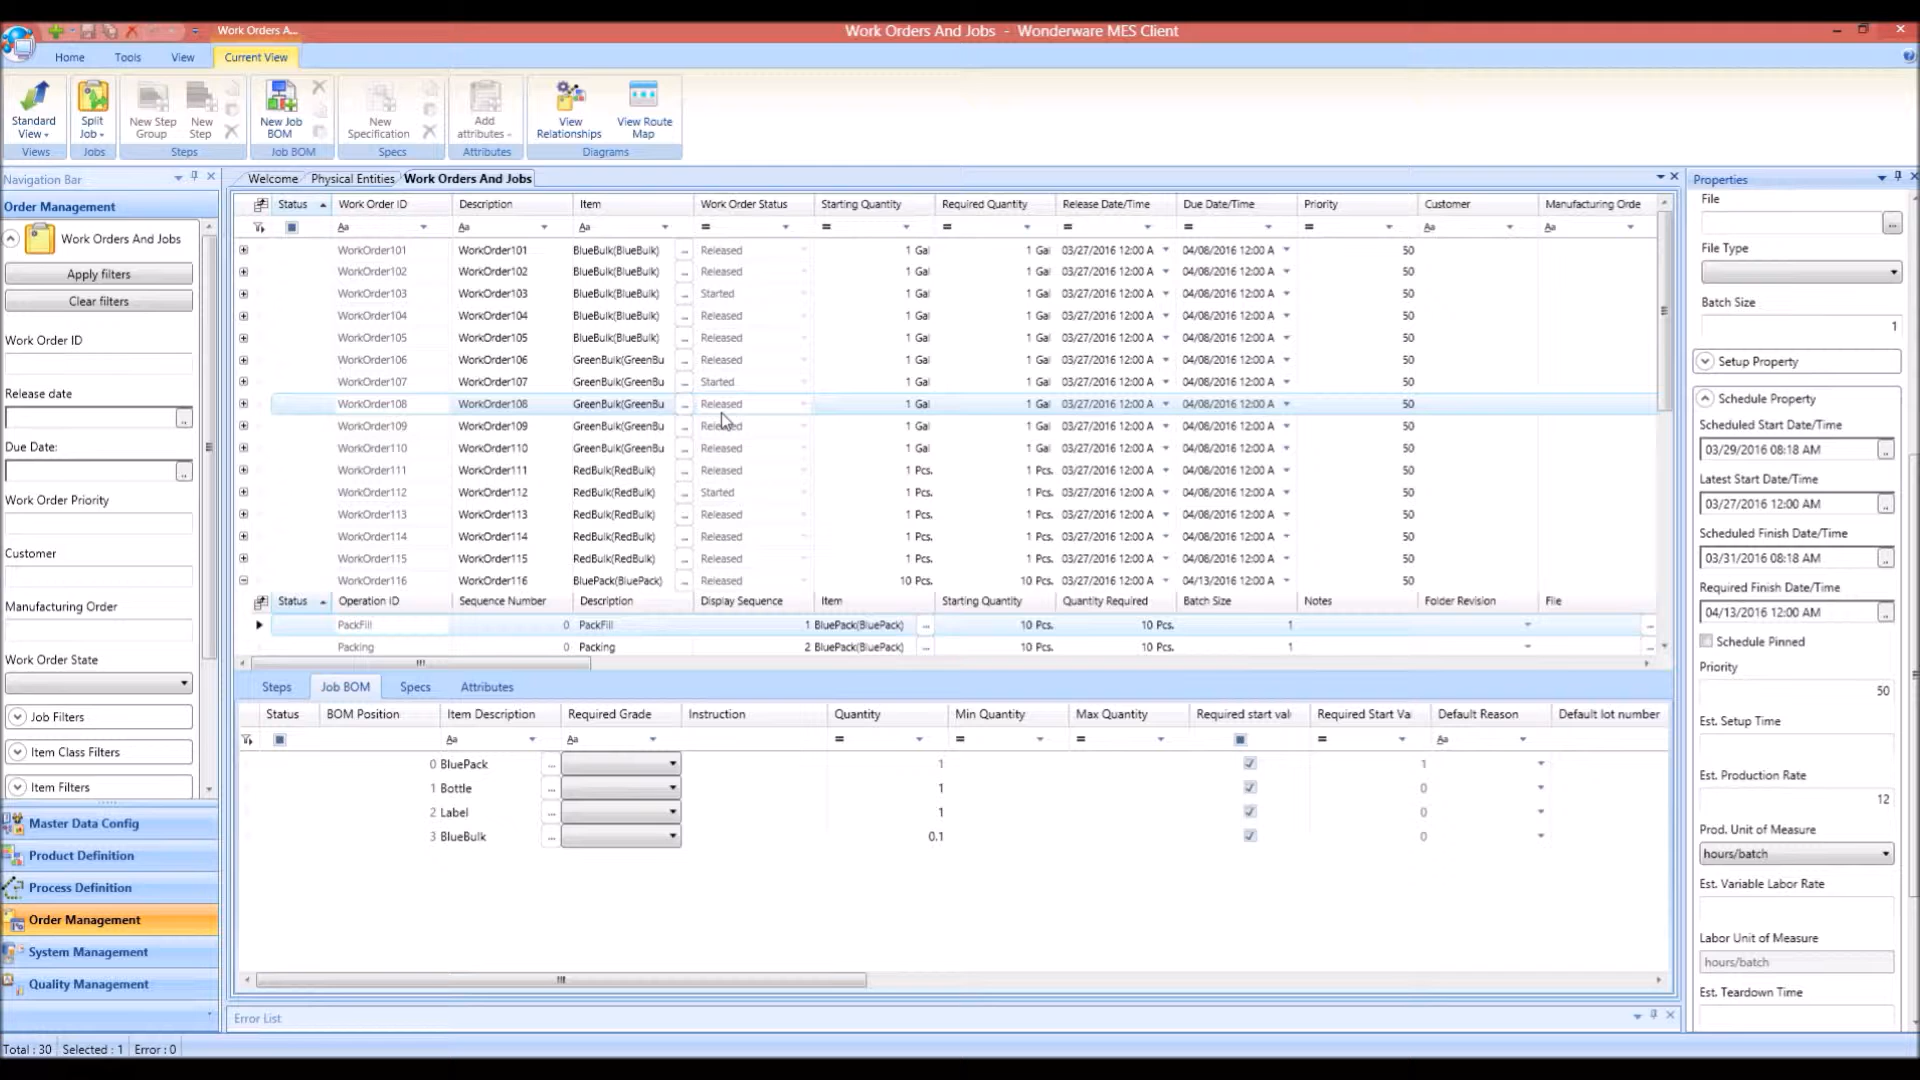 Work Orders A...
Work Orders And Jobs - Wonderware MES Client
Home Tools View Current View
Standard View Split Job New Step Group New Step New Job BOM New Specification Add attributes View Relationships View Route Map
Views Jobs Steps Job BOM Specs Attributes Diagrams
Navigation Bar
Order Management
Work Orders And Jobs
Apply filters
Clear filters
Work Order ID
Release date
Due Date:
Work Order Priority
Customer
Manufacturing Order
Work Order State
Job Filters
Item Class Filters
Item Filters
Master Data Config
Product Definition
Process Definition
Order Management
System Management
Quality Management
Welcome Physical Entities Work Orders And Jobs
Status Work Order ID Description Item Work Order Status Starting Quantity Required Quantity Release Date/Time Due Date/Time Priority Customer Manufacturing Orde
Aa Aa Aa = = = = = = Aa Aa
WorkOrder101 WorkOrder101 BlueBulk(BlueBulk) ... Released 1 Gal 1 Gal 03/27/2016 12:00 A 04/08/2016 12:00 A 50
WorkOrder102 WorkOrder102 BlueBulk(BlueBulk) ... Released 1 Gal 1 Gal 03/27/2016 12:00 A 04/08/2016 12:00 A 50
WorkOrder103 WorkOrder103 BlueBulk(BlueBulk) ... Started 1 Gal 1 Gal 03/27/2016 12:00 A 04/08/2016 12:00 A 50
WorkOrder104 WorkOrder104 BlueBulk(BlueBulk) ... Released 1 Gal 1 Gal 03/27/2016 12:00 A 04/08/2016 12:00 A 50
WorkOrder105 WorkOrder105 BlueBulk(BlueBulk) ... Released 1 Gal 1 Gal 03/27/2016 12:00 A 04/08/2016 12:00 A 50
WorkOrder106 WorkOrder106 GreenBulk(GreenBu ... Released 1 Gal 1 Gal 03/27/2016 12:00 A 04/08/2016 12:00 A 50
WorkOrder107 WorkOrder107 GreenBulk(GreenBu ... Started 1 Gal 1 Gal 03/27/2016 12:00 A 04/08/2016 12:00 A 50
WorkOrder108 WorkOrder108 GreenBulk(GreenBu ... Released 1 Gal 1 Gal 03/27/2016 12:00 A 04/08/2016 12:00 A 50
WorkOrder109 WorkOrder109 GreenBulk(GreenBu ... Released 1 Gal 1 Gal 03/27/2016 12:00 A 04/08/2016 12:00 A 50
WorkOrder110 WorkOrder110 GreenBulk(GreenBu ... Released 1 Gal 1 Gal 03/27/2016 12:00 A 04/08/2016 12:00 A 50
WorkOrder111 WorkOrder111 RedBulk(RedBulk) ... Released 1 Pcs. 1 Pcs. 03/27/2016 12:00 A 04/08/2016 12:00 A 50
WorkOrder112 WorkOrder112 RedBulk(RedBulk) ... Started 1 Pcs. 1 Pcs. 03/27/2016 12:00 A 04/08/2016 12:00 A 50
WorkOrder113 WorkOrder113 RedBulk(RedBulk) ... Released 1 Pcs. 1 Pcs. 03/27/2016 12:00 A 04/08/2016 12:00 A 50
WorkOrder114 WorkOrder114 RedBulk(RedBulk) ... Released 1 Pcs. 1 Pcs. 03/27/2016 12:00 A 04/08/2016 12:00 A 50
WorkOrder115 WorkOrder115 RedBulk(RedBulk) ... Released 1 Pcs. 1 Pcs. 03/27/2016 12:00 A 04/08/2016 12:00 A 50
WorkOrder116 WorkOrder116 BluePack(BluePack) ... Released 10 Pcs. 10 Pcs. 03/27/2016 12:00 A 04/13/2016 12:00 A 50
Status Operation ID Sequence Number Description Display Sequence Item Starting Quantity Quantity Required Batch Size Notes Folder Revision File
PackFill 0 PackFill 1 BluePack(BluePack) ... 10 Pcs. 10 Pcs. 1 ...
Packing 0 Packing 2 BluePack(BluePack) ... 10 Pcs. 10 Pcs. 1 ...
Steps Job BOM Specs Attributes
Status BOM Position Item Description Required Grade Instruction Quantity Min Quantity Max Quantity Required start val Required Start Va Default Reason Default lot number
Aa Aa = = = = Aa
0 BluePack ... 1 1
1 Bottle ... 1 0
2 Label ... 1 0
3 BlueBulk ... 0.1 0
Error List
Properties
File
...
File Type
Batch Size
1
Setup Property
Schedule Property
Scheduled Start Date/Time
03/29/2016 08:18 AM
Latest Start Date/Time
03/27/2016 12:00 AM
Scheduled Finish Date/Time
03/31/2016 08:18 AM
Required Finish Date/Time
04/13/2016 12:00 AM
Schedule Pinned
Priority
50
Est. Setup Time
Est. Production Rate
12
Prod. Unit of Measure
hours/batch
Est. Variable Labor Rate
Labor Unit of Measure
hours/batch
Est. Teardown Time
Total : 30 Selected : 1 Error : 0